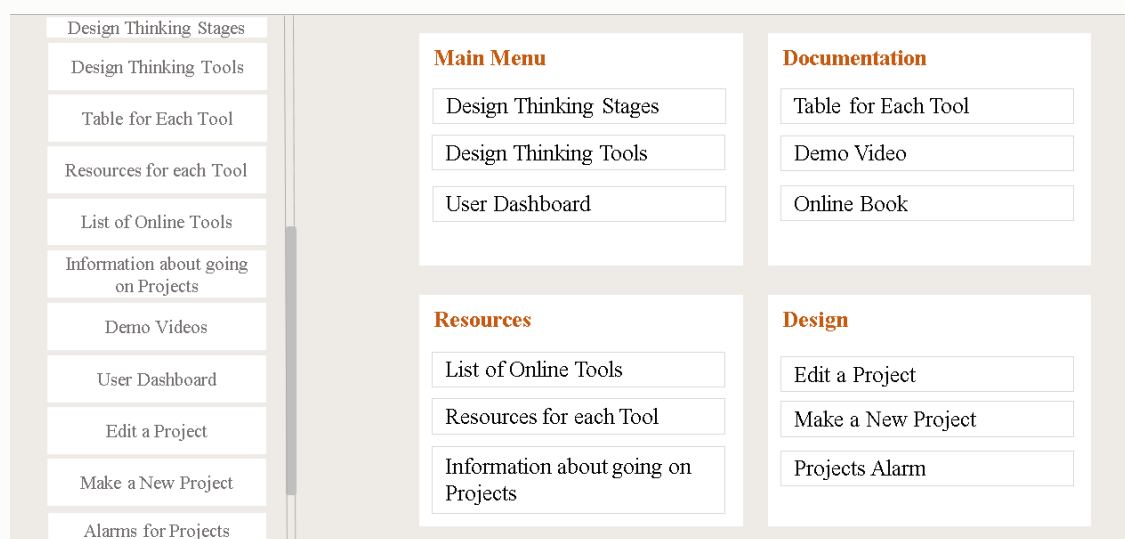 Design Thinking Stages
Design Thinking Tools
Table for Each Tool
Resources for each Tool
List of Online Tools
Information about going
on Projects
Demo Videos
User Dashboard
Edit a Project
Make a New Project
Alarms for Projects
Main Menu
Design Thinking Stages
Design Thinking Tools
User Dashboard
Documentation
Table for Each Tool
Demo Video
Online Book
Resources
List of Online Tools
Resources for each Tool
Information about going on
Projects
Design
Edit a Project
Make a New Project
Projects Alarm